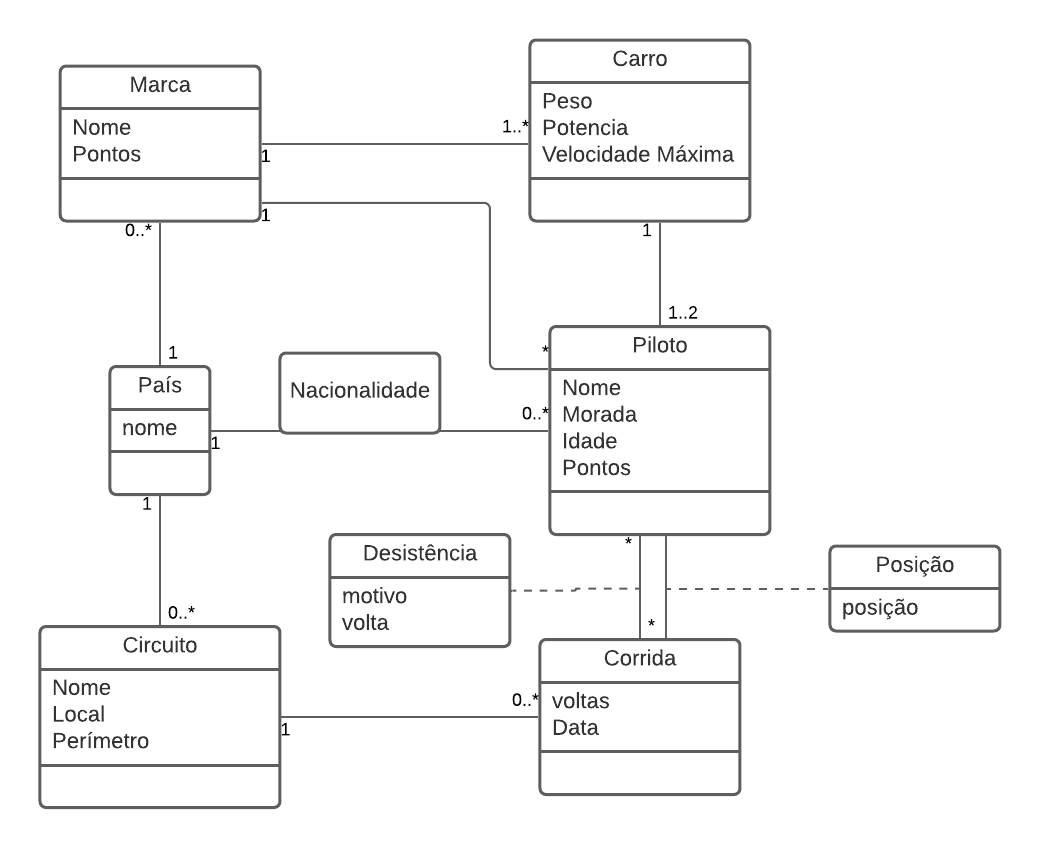 Carro
Peso
Potencia
Velocidade Máxima
Marca
Nome
Pontos
1..*
1
1
0..*
1
1..2
1
País
nome
1
1
Nacionalidade
*
0..*
Piloto
Nome
Morada
Idade
Pontos
*
Desistência
motivo
volta
Posição
posição
*
0..*
Circuito
Nome
Local
Perímetro
1
0..*
Corrida
voltas
Data